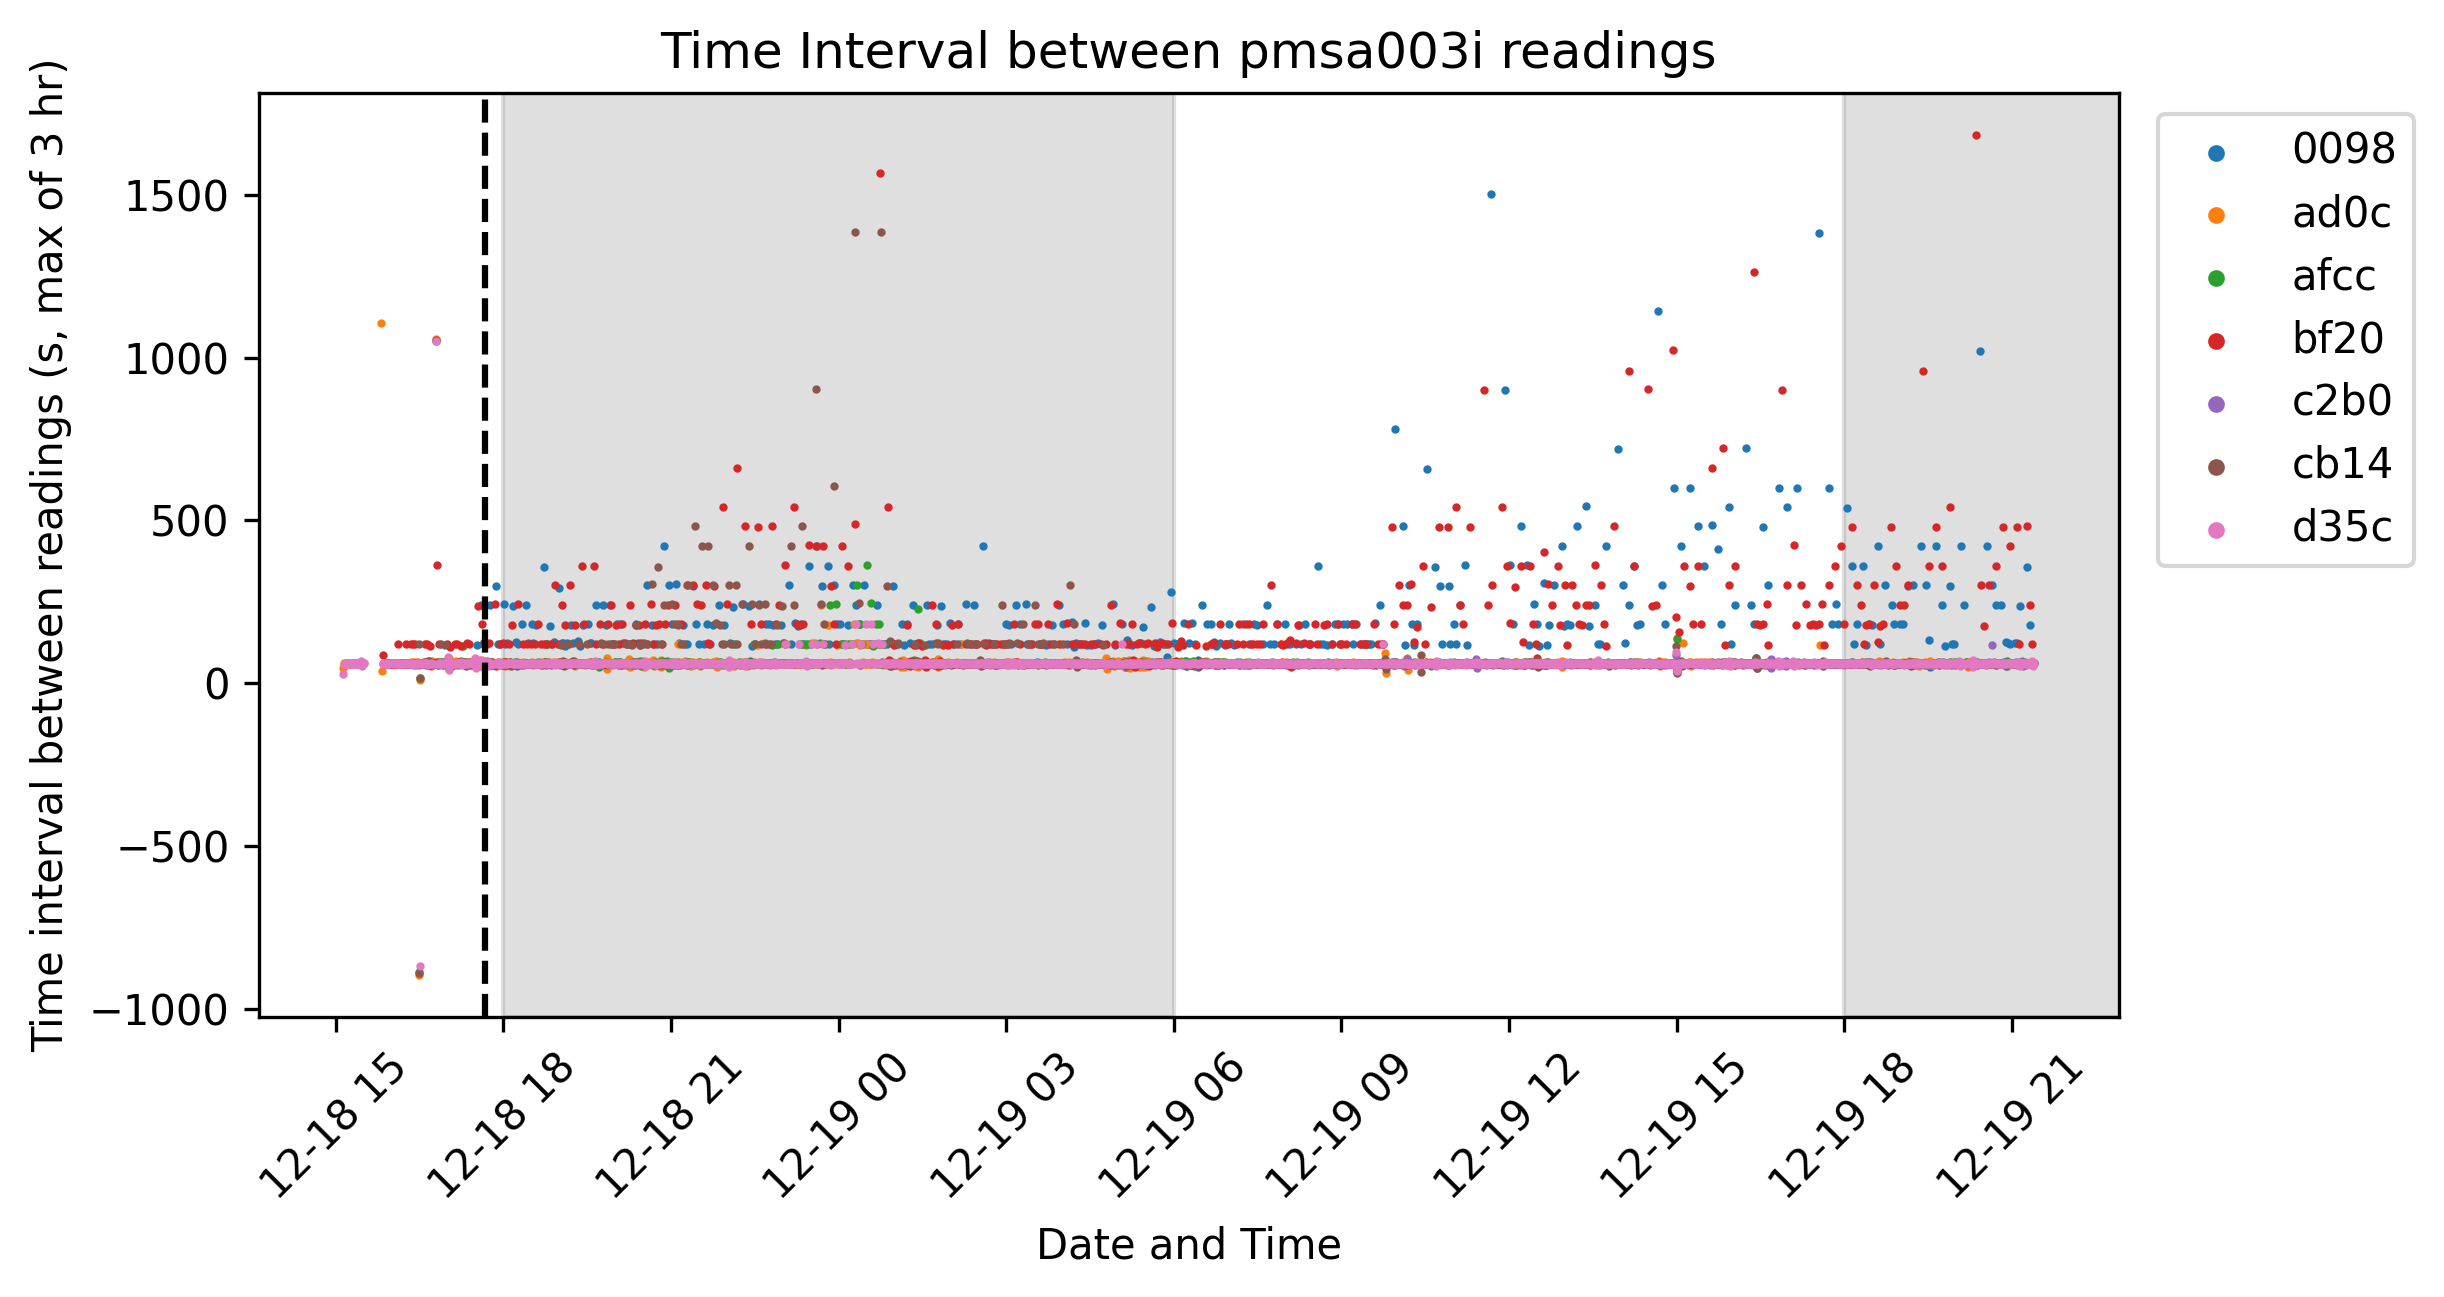 Time Interval between pmsa003i readings
Time interval between readings (s, max of 3 hr)
1500
1000
500
0
−500
−1000
12-18 15
12-18 18
12-18 21
12-19 00
12-19 03
12-19 06
12-19 09
12-19 12
12-19 15
12-19 18
12-19 21
Date and Time
0098
ad0c
afcc
bf20
c2b0
cb14
d35c